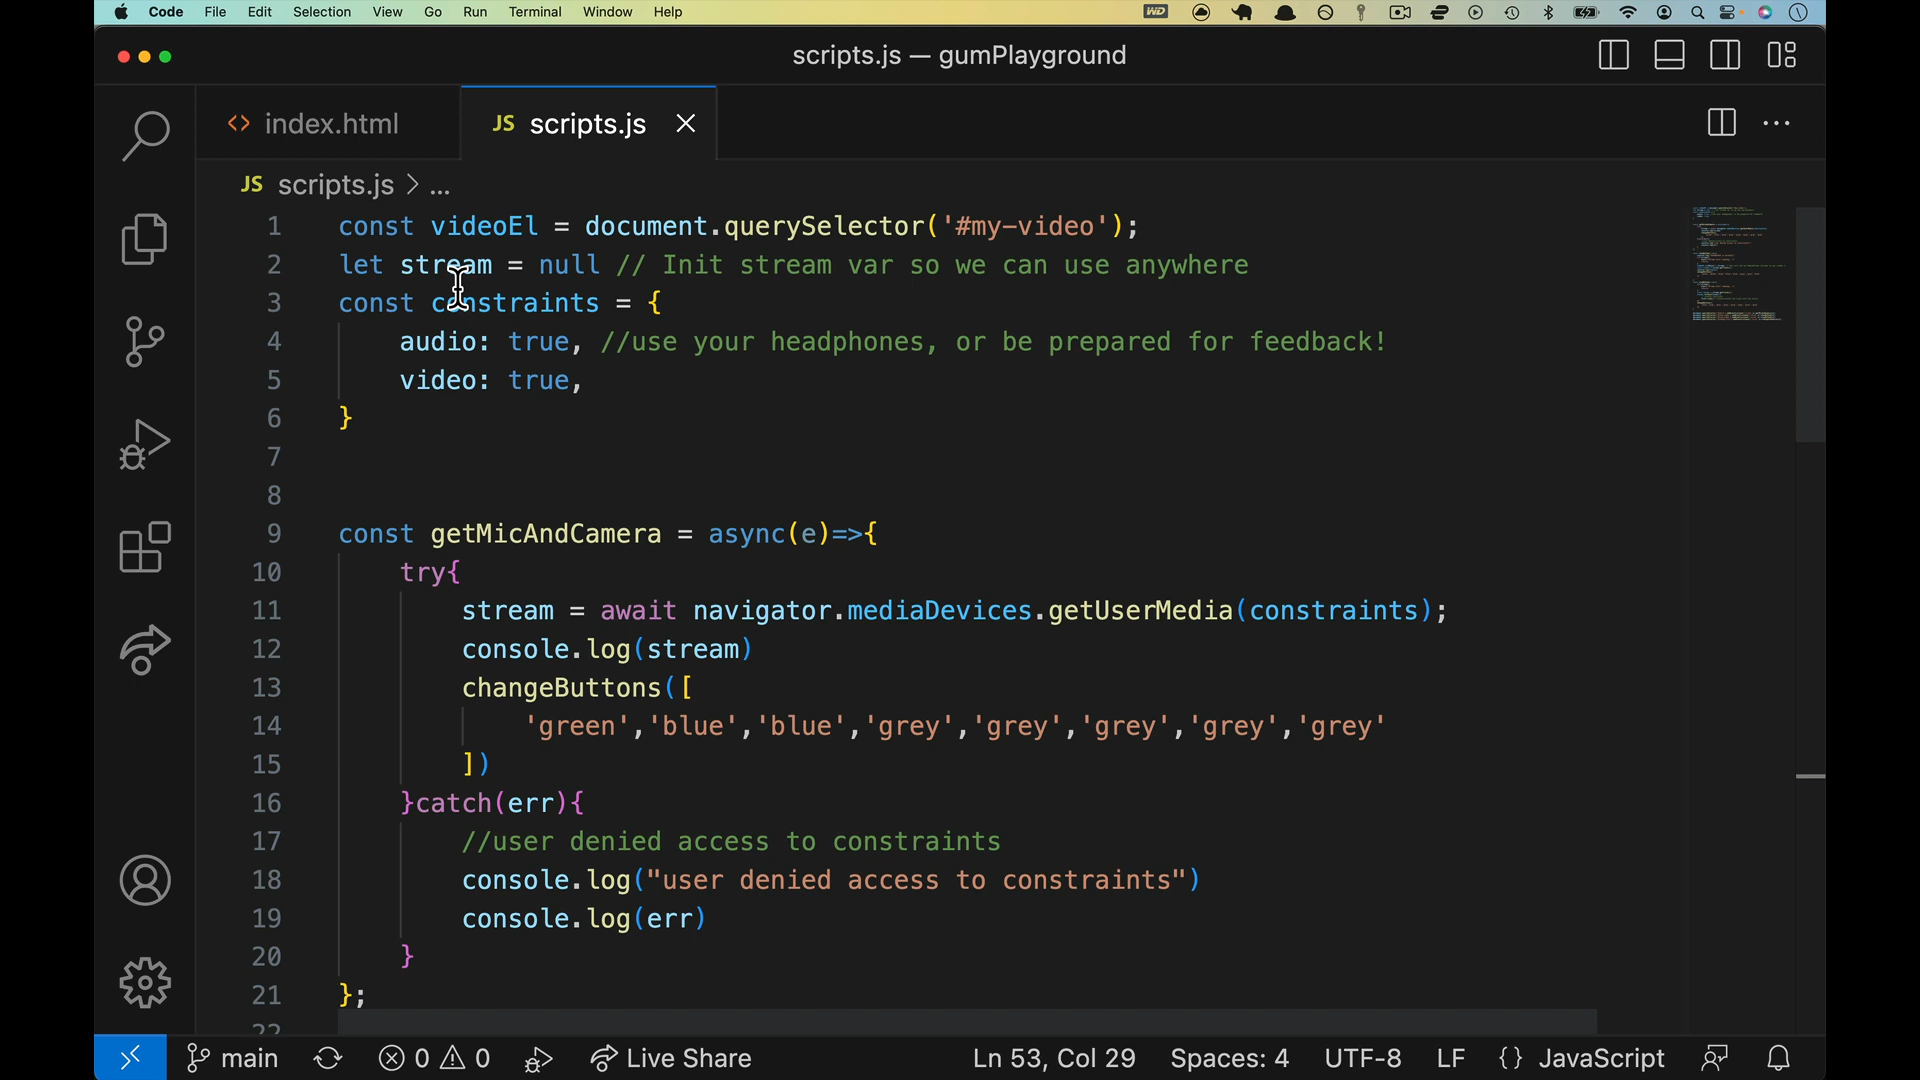 Code File Edit Selection View Go Run Terminal Window Help WD
scripts.js — gumPlayground
index.html JS scripts.js
JS scripts.js > ...
1 const videoEl = document.querySelector('#my-video');
2 let stream = null // Init stream var so we can use anywhere
3 const constraints = {
4 audio: true, //use your headphones, or be prepared for feedback!
5 video: true,
6 }
7
8
9 const getMicAndCamera = async(e)=>{
10 try{
11 stream = await navigator.mediaDevices.getUserMedia(constraints);
12 console.log(stream)
13 changeButtons([
14 'green','blue','blue','grey','grey','grey','grey','grey'
15 ])
16 }catch(err){
17 //user denied access to constraints
18 console.log("user denied access to constraints")
19 console.log(err)
20 }
21 };
22
main 0 0 Live Share Ln 53, Col 29 Spaces: 4 UTF-8 LF {} JavaScript